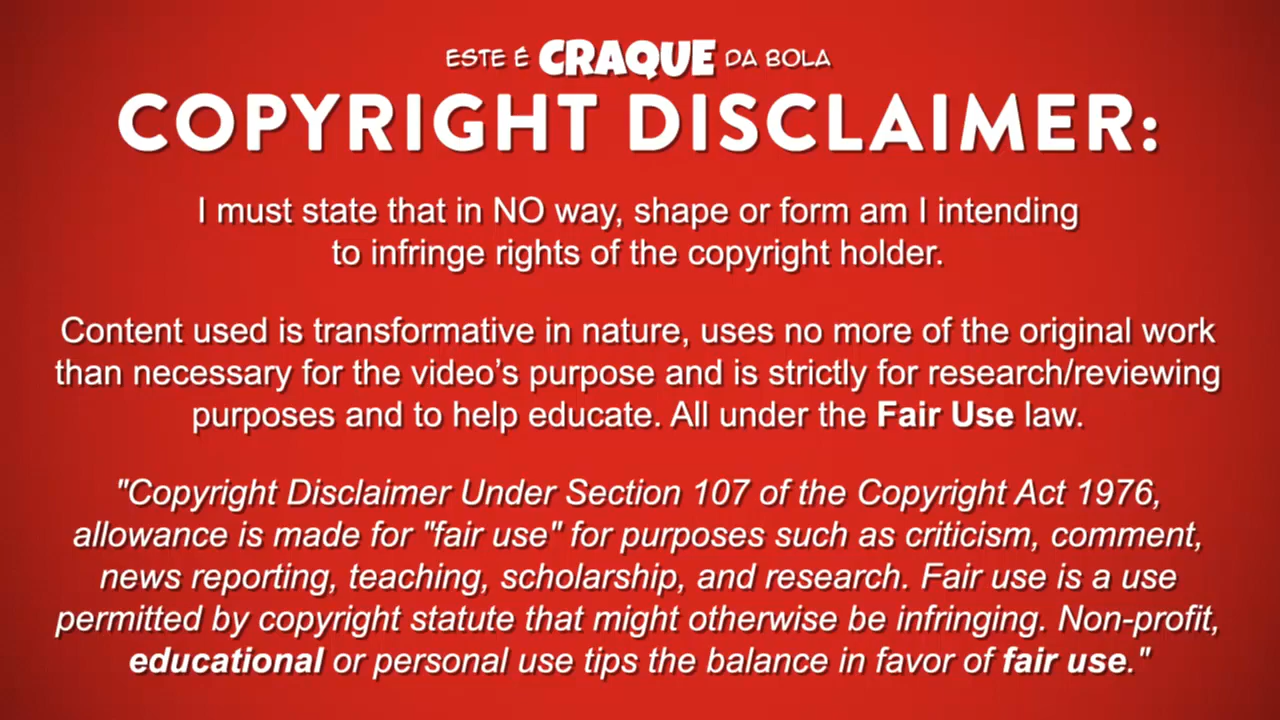 ESTE É CRAQUE DA BOLA
COPYRIGHT DISCLAIMER:
I must state that in NO way, shape or form am I intending
to infringe rights of the copyright holder.
Content used is transformative in nature, uses no more of the original work
than necessary for the video’s purpose and is strictly for research/reviewing
purposes and to help educate. All under the Fair Use law.
"Copyright Disclaimer Under Section 107 of the Copyright Act 1976,
allowance is made for "fair use" for purposes such as criticism, comment,
news reporting, teaching, scholarship, and research. Fair use is a use
permitted by copyright statute that might otherwise be infringing. Non-profit,
educational or personal use tips the balance in favor of fair use."